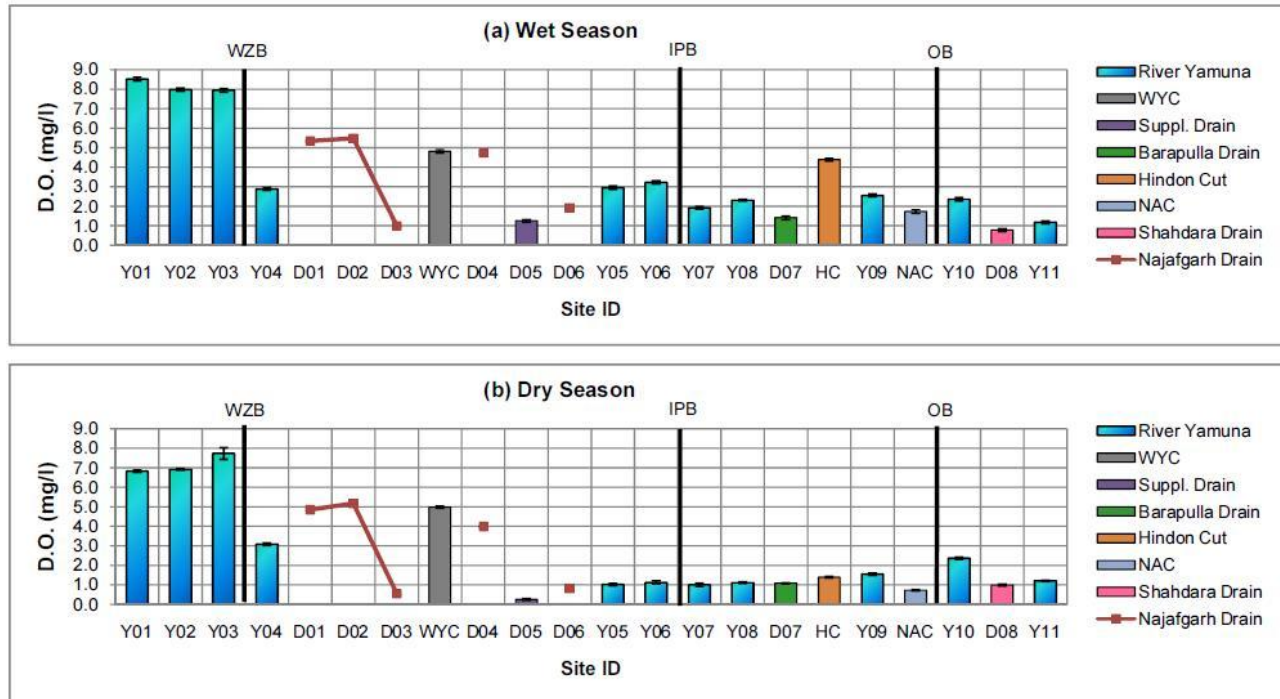 (a) Wet Season
WZB IPB OB
D.O. (mg/l)
9.0
8.0
7.0
6.0
5.0
4.0
3.0
2.0
1.0
0.0
Y01 Y02 Y03 Y04 D01 D02 D03 WYC D04 D05 D06 Y05 Y06 Y07 Y08 D07 HC Y09 NAC Y10 D08 Y11
Site ID
River Yamuna
WYC
Suppl. Drain
Barapulla Drain
Hindon Cut
NAC
Shahdara Drain
Najafgarh Drain
(b) Dry Season
WZB IPB OB
D.O. (mg/l)
9.0
8.0
7.0
6.0
5.0
4.0
3.0
2.0
1.0
0.0
Y01 Y02 Y03 Y04 D01 D02 D03 WYC D04 D05 D06 Y05 Y06 Y07 Y08 D07 HC Y09 NAC Y10 D08 Y11
Site ID
River Yamuna
WYC
Suppl. Drain
Barapulla Drain
Hindon Cut
NAC
Shahdara Drain
Najafgarh Drain